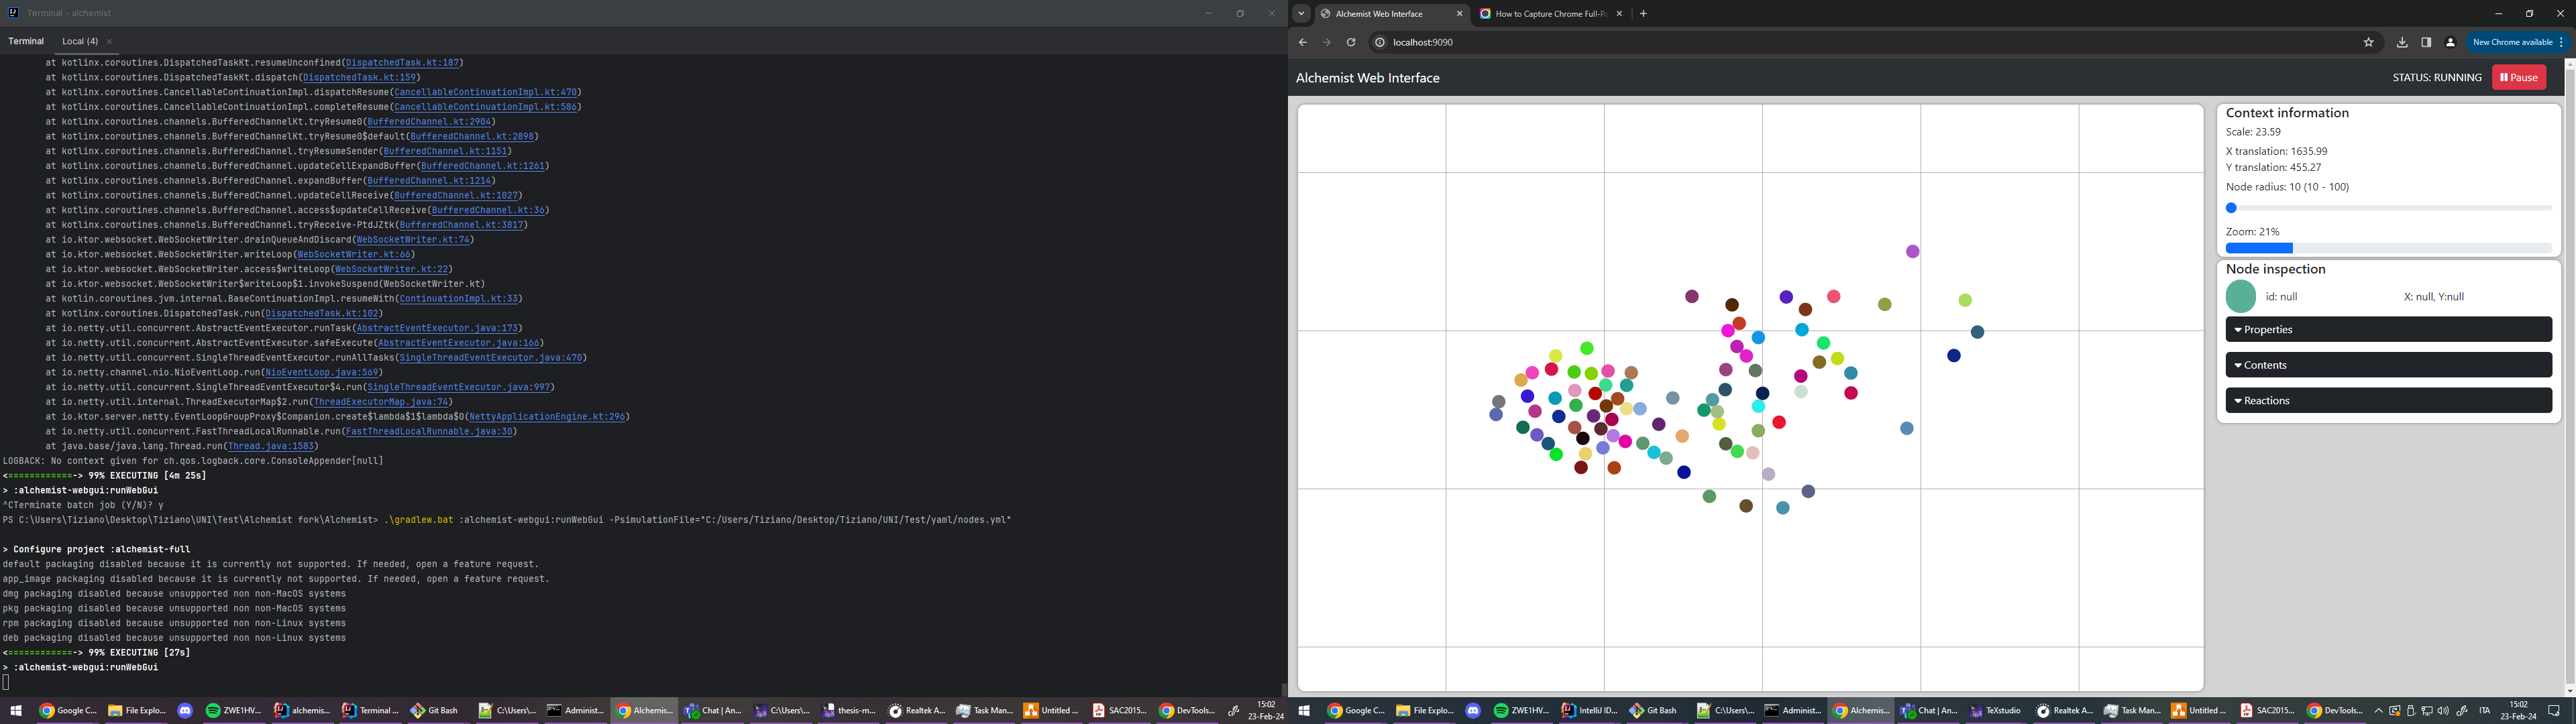 Terminal - alchemist
Terminal Local (4)
at kotlinx.coroutines.DispatchedTaskKt.resumeUnconfined(DispatchedTask.kt:187)
at kotlinx.coroutines.DispatchedTaskKt.dispatch(DispatchedTask.kt:159)
at kotlinx.coroutines.CancellableContinuationImpl.dispatchResume(CancellableContinuationImpl.kt:470)
at kotlinx.coroutines.CancellableContinuationImpl.completeResume(CancellableContinuationImpl.kt:586)
at kotlinx.coroutines.channels.BufferedChannelKt.tryResume0(BufferedChannel.kt:2904)
at kotlinx.coroutines.channels.BufferedChannelKt.tryResume0$default(BufferedChannel.kt:2898)
at kotlinx.coroutines.channels.BufferedChannel.tryResumeSender(BufferedChannel.kt:1151)
at kotlinx.coroutines.channels.BufferedChannel.updateCellExpandBuffer(BufferedChannel.kt:1261)
at kotlinx.coroutines.channels.BufferedChannel.expandBuffer(BufferedChannel.kt:1214)
at kotlinx.coroutines.channels.BufferedChannel.updateCellReceive(BufferedChannel.kt:1027)
at kotlinx.coroutines.channels.BufferedChannel.access$updateCellReceive(BufferedChannel.kt:36)
at kotlinx.coroutines.channels.BufferedChannel.tryReceive-PtdJZtk(BufferedChannel.kt:3817)
at io.ktor.websocket.WebSocketWriter.drainQueueAndDiscard(WebSocketWriter.kt:74)
at io.ktor.websocket.WebSocketWriter.writeLoop(WebSocketWriter.kt:66)
at io.ktor.websocket.WebSocketWriter.access$writeLoop(WebSocketWriter.kt:22)
at io.ktor.websocket.WebSocketWriter$writeLoop$1.invokeSuspend(WebSocketWriter.kt)
at kotlin.coroutines.jvm.internal.BaseContinuationImpl.resumeWith(ContinuationImpl.kt:33)
at kotlinx.coroutines.DispatchedTask.run(DispatchedTask.kt:102)
at io.netty.util.concurrent.AbstractEventExecutor.runTask(AbstractEventExecutor.java:173)
at io.netty.util.concurrent.AbstractEventExecutor.safeExecute(AbstractEventExecutor.java:166)
at io.netty.util.concurrent.SingleThreadEventExecutor.runAllTasks(SingleThreadEventExecutor.java:470)
at io.netty.channel.nio.NioEventLoop.run(NioEventLoop.java:569)
at io.netty.util.concurrent.SingleThreadEventExecutor$4.run(SingleThreadEventExecutor.java:997)
at io.netty.util.internal.ThreadExecutorMap$2.run(ThreadExecutorMap.java:74)
at io.ktor.server.netty.EventLoopGroupProxy$Companion.create$lambda$1$lambda$0(NettyApplicationEngine.kt:296)
at io.netty.util.concurrent.FastThreadLocalRunnable.run(FastThreadLocalRunnable.java:30)
at java.base/java.lang.Thread.run(Thread.java:1583)
LOGBACK: No context given for ch.qos.logback.core.ConsoleAppender[null]
<============-> 99% EXECUTING [4m 25s]
> :alchemist-webgui:runWebGui
^CTerminate batch job (Y/N)? y
PS C:\Users\Tiziano\Desktop\Tiziano\UNI\Test\Alchemist fork\Alchemist> .\gradlew.bat :alchemist-webgui:runWebGui -PsimulationFile="C:/Users/Tiziano/Desktop/Tiziano/UNI/Test/yaml/nodes.yml"
> Configure project :alchemist-full
default packaging disabled because it is currently not supported. If needed, open a feature request.
app_image packaging disabled because it is currently not supported. If needed, open a feature request.
dmg packaging disabled because unsupported non non-MacOS systems
pkg packaging disabled because unsupported non non-MacOS systems
rpm packaging disabled because unsupported non non-Linux systems
deb packaging disabled because unsupported non non-Linux systems
<============-> 99% EXECUTING [27s]
> :alchemist-webgui:runWebGui
Google C... File Explo... ZWE1HV... alchemis... Terminal ... Git Bash C:\Users\... Administ... Alchemis... Chat | An... C:\Users\... thesis-m... Realtek A... Task Man... Untitled ... SAC2015... DevTools... 15:02
23-Feb-24
Alchemist Web Interface How to Capture Chrome Full-P
localhost:9090 New Chrome available
Alchemist Web Interface STATUS: RUNNING Pause
Context information
Scale: 23.59
X translation: 1635.99
Y translation: 455.27
Node radius: 10 (10 - 100)
Zoom: 21%
Node inspection
id: null X: null, Y:null
Properties
Contents
Reactions
Google C... File Explo... ZWE1HV... IntelliJ ID... Git Bash C:\Users\... Administ... Alchemis... Chat | An... TeXstudio Realtek A... Task Man... Untitled ... SAC2015... DevTools... ITA 15:02
23-Feb-24